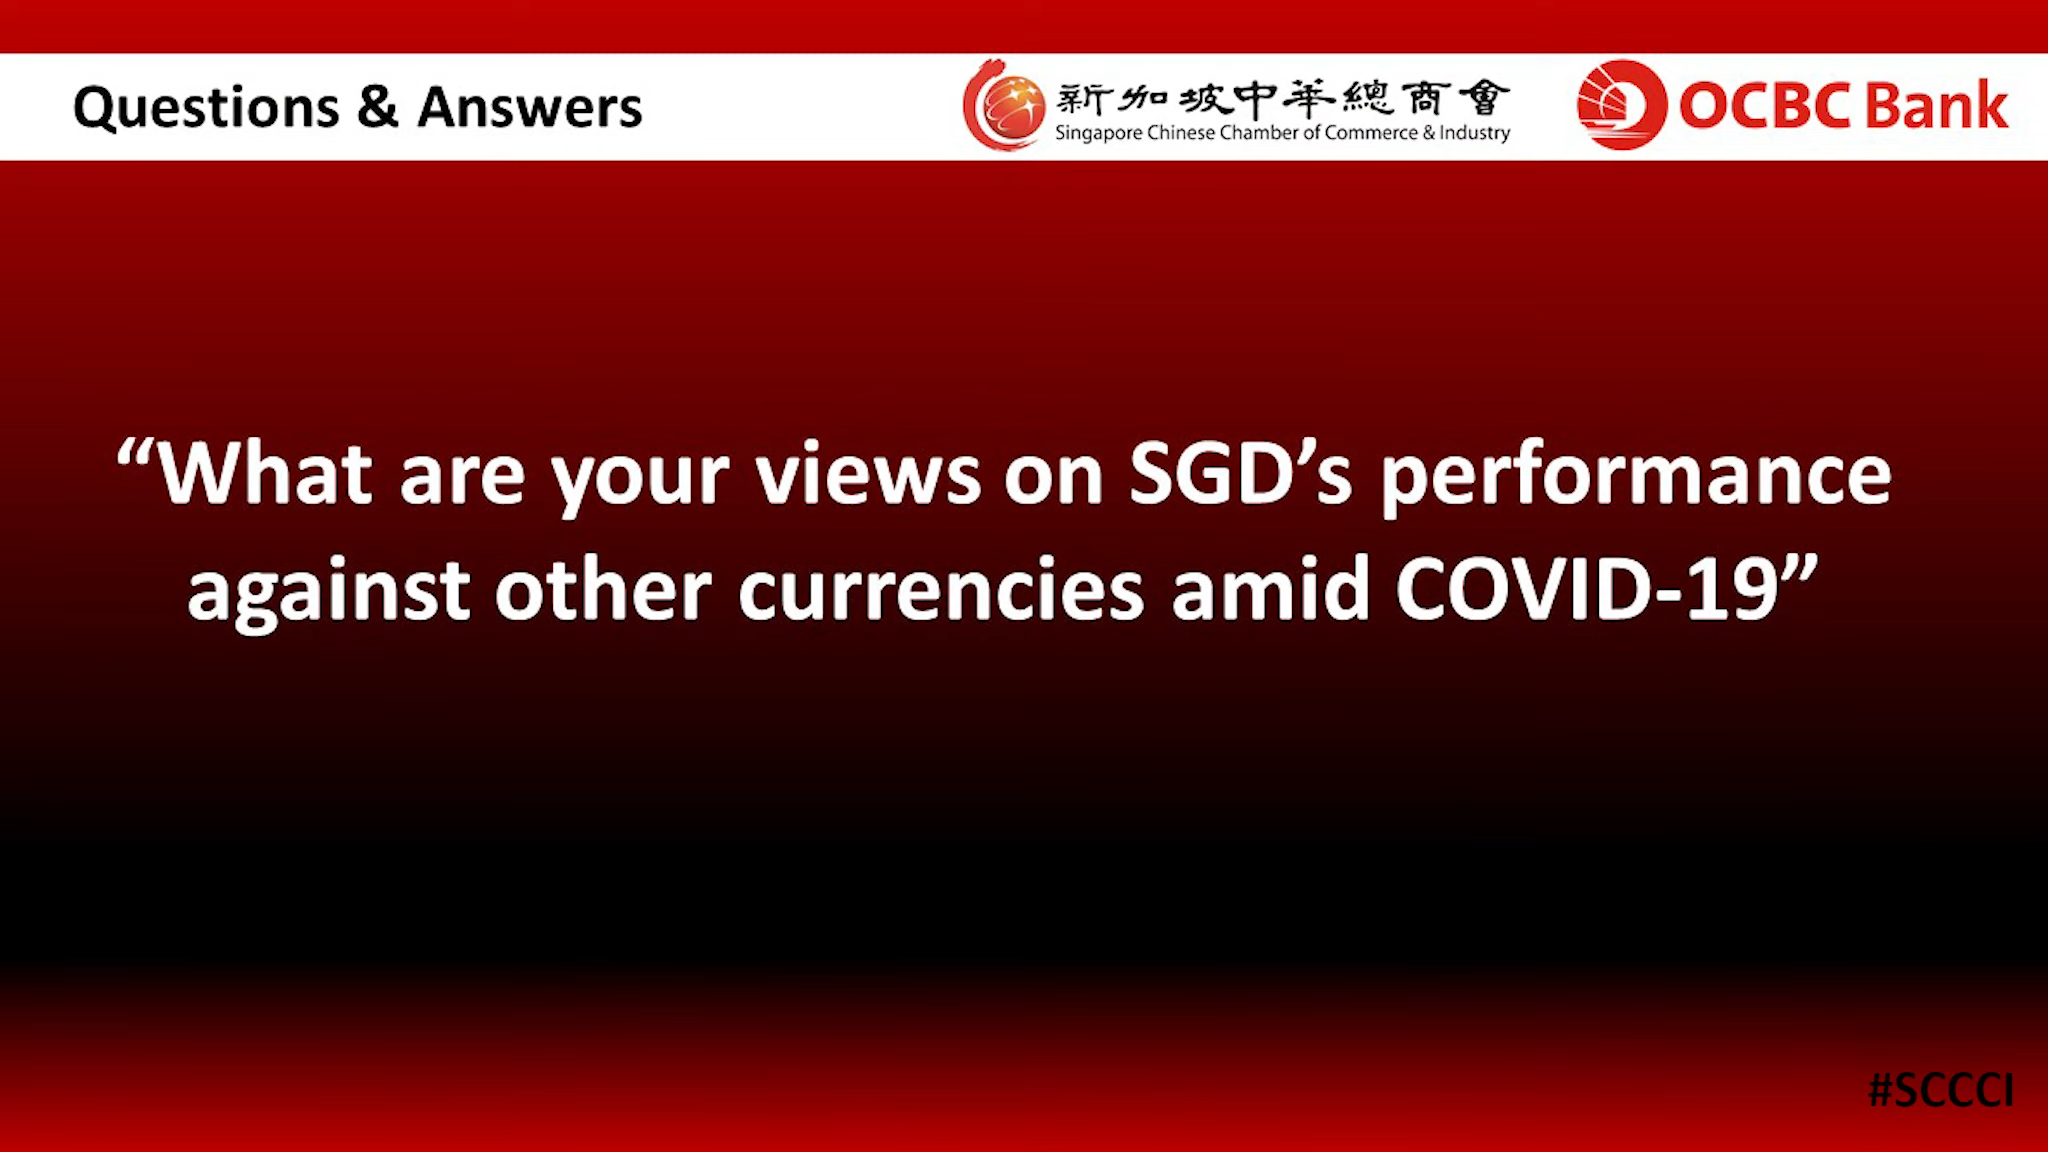 Questions & Answers
新加坡中華總商會
Singapore Chinese Chamber of Commerce & Industry
OCBC Bank
“What are your views on SGD’s performance
against other currencies amid COVID-19”
#SCCCI